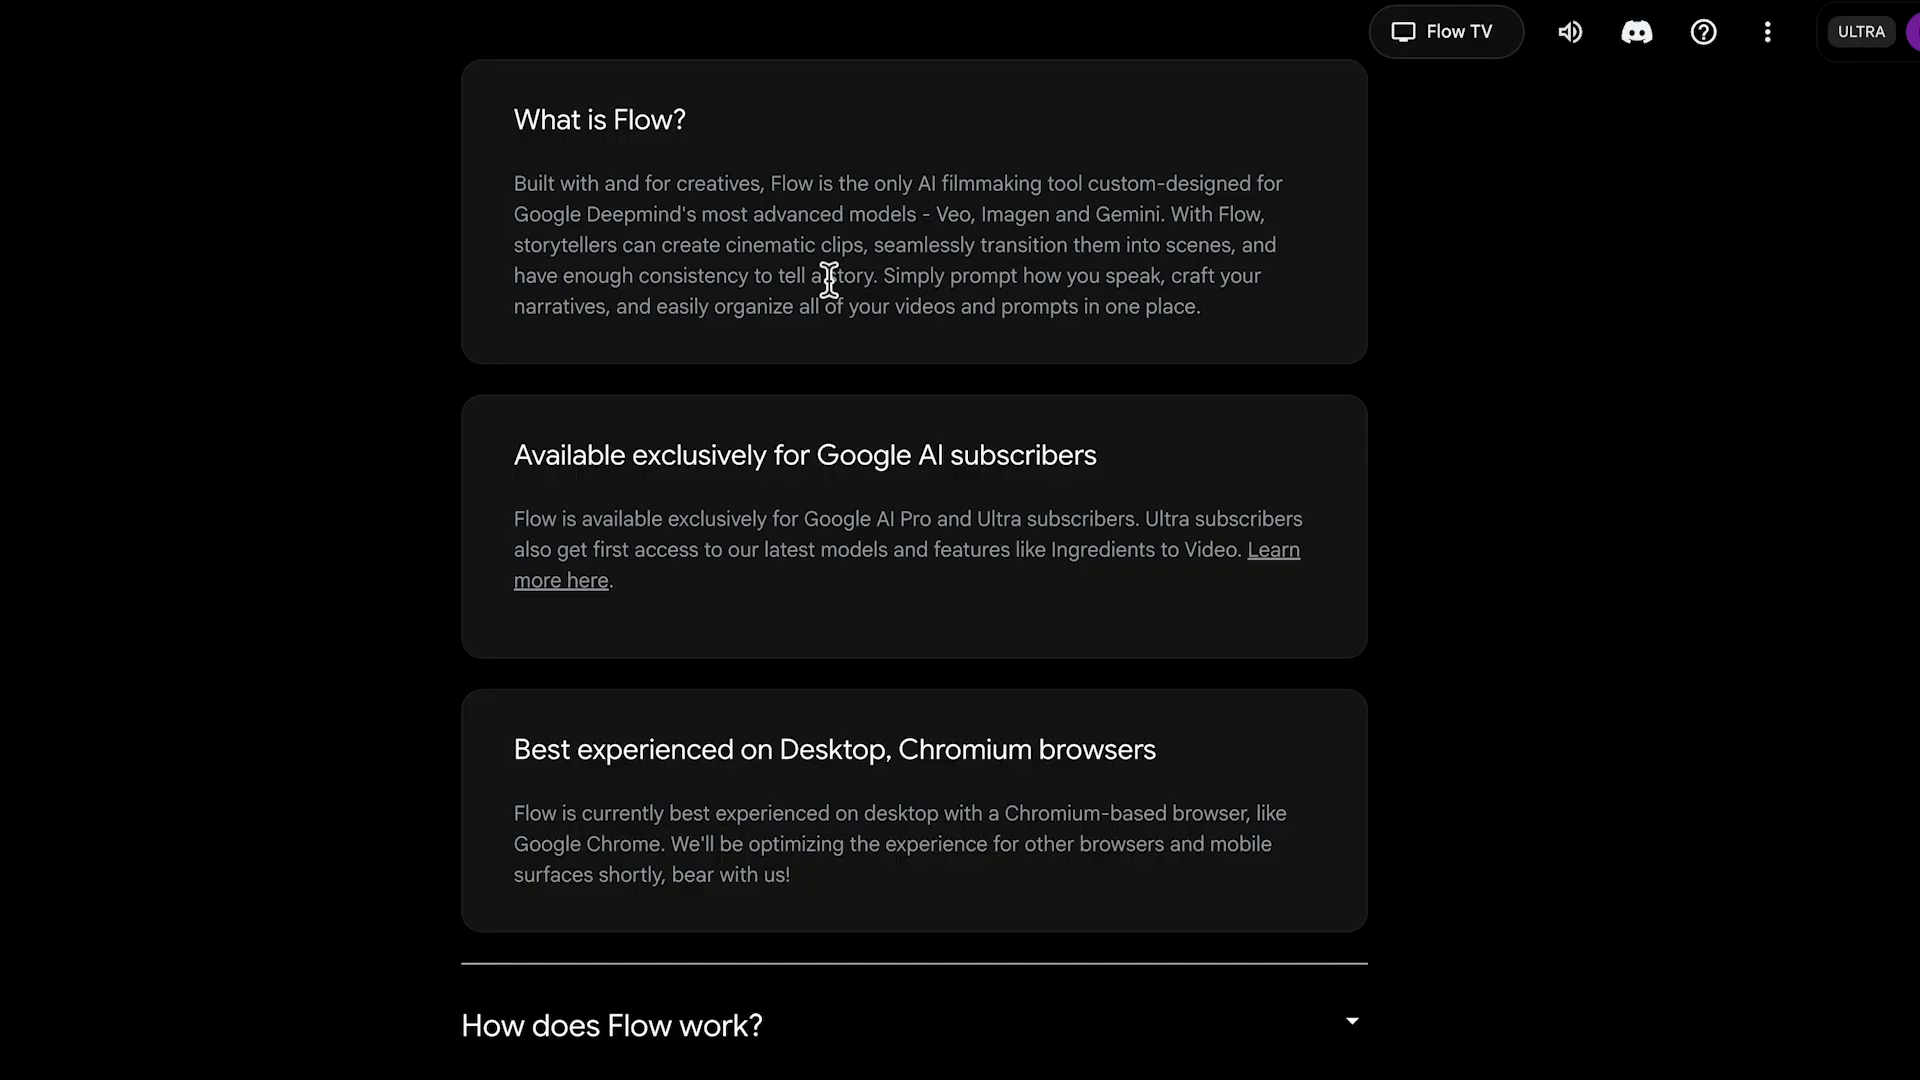 Flow TV
ULTRA
What is Flow?
Built with and for creatives, Flow is the only AI filmmaking tool custom-designed for
Google Deepmind's most advanced models - Veo, Imagen and Gemini. With Flow,
storytellers can create cinematic clips, seamlessly transition them into scenes, and
have enough consistency to tell a story. Simply prompt how you speak, craft your
narratives, and easily organize all of your videos and prompts in one place.
Available exclusively for Google AI subscribers
Flow is available exclusively for Google AI Pro and Ultra subscribers. Ultra subscribers
also get first access to our latest models and features like Ingredients to Video. Learn
more here.
Best experienced on Desktop, Chromium browsers
Flow is currently best experienced on desktop with a Chromium-based browser, like
Google Chrome. We'll be optimizing the experience for other browsers and mobile
surfaces shortly, bear with us!
How does Flow work?